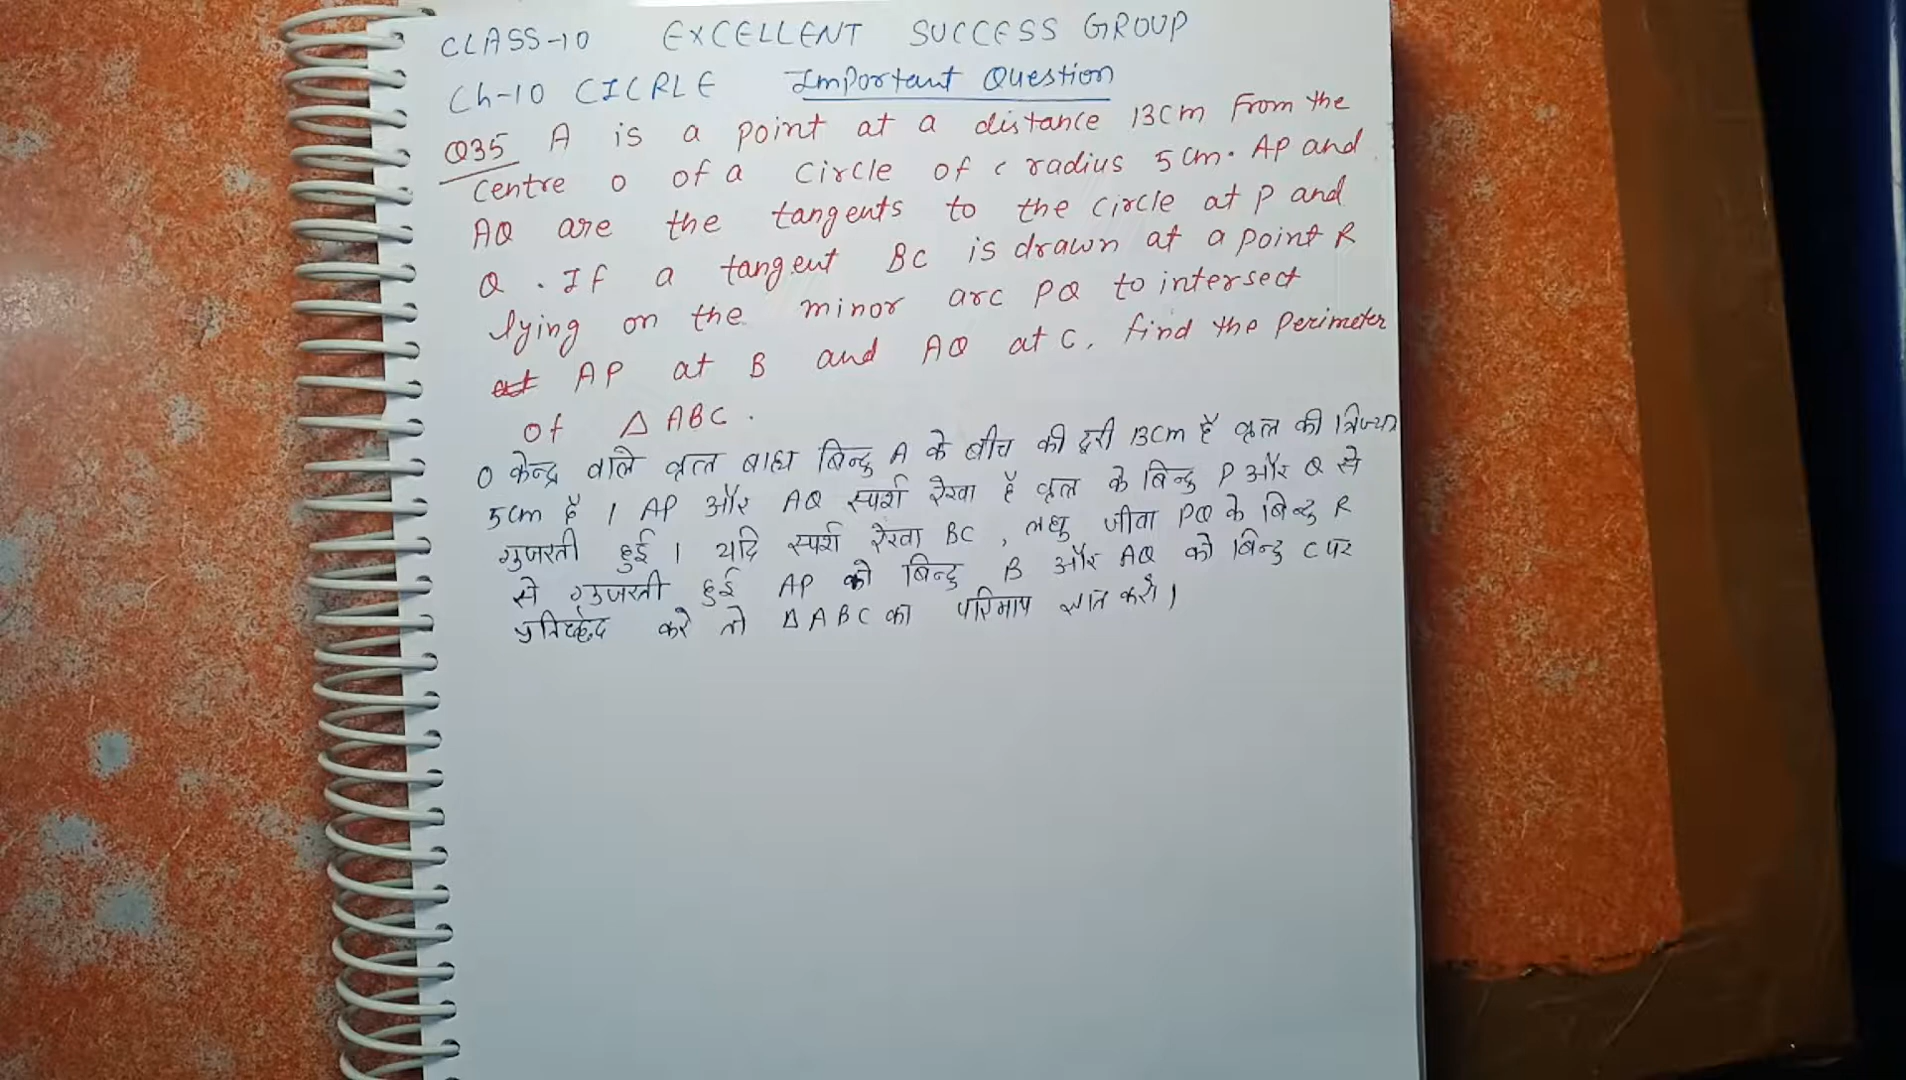 CLASS-10 EXCELLENT SUCCESS GROUP
Ch-10 CICRLE Important Question
Q35 A is a point at a distance 13cm From the
centre O of a circle of c radius 5 cm. AP and
AQ are the tangents to the circle at P and
Q . If a tangent BC is drawn at a point R
lying on the minor arc PQ to intersect
at AP at B and AQ at C, find the perimeter
of △ ABC .
O केन्द्र वाले वृत्त बाह्य बिन्दु A के बीच की दूरी 13cm है वृत्त की त्रिज्या
5cm है । AP और AQ स्पर्श रेखा है वृत्त के बिन्दु P और Q से
गुजरती हुई । यदि स्पर्श रेखा BC , लघु जीवा PQ के बिन्दु R
से गुजरती हुई AP को बिन्दु B और AQ को बिन्दु C पर
प्रतिच्छेद करे तो △ ABC का परिमाप ज्ञात करो ।